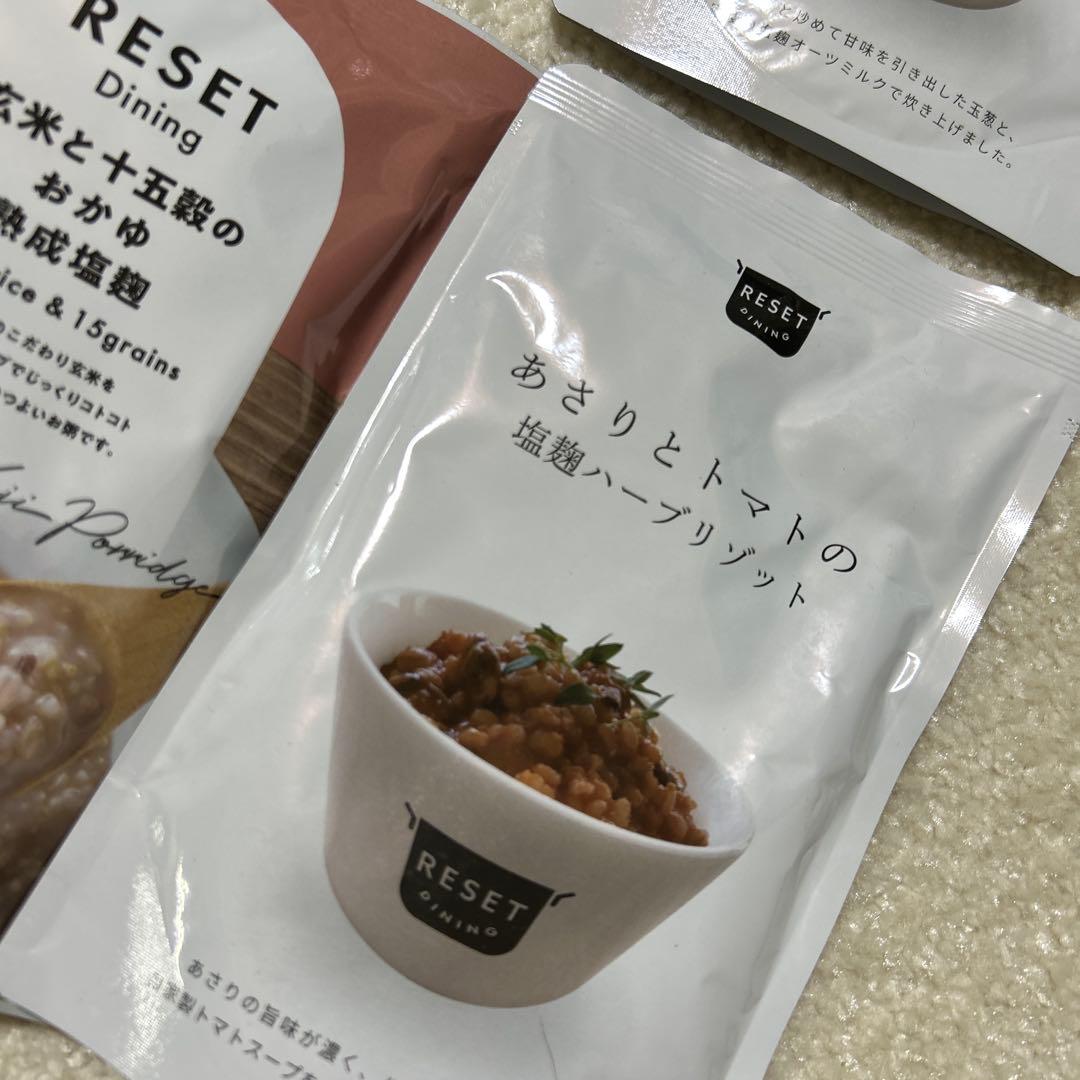 RESET
Dining
玄米と十五穀の
おかゆ
熟成塩麹
ice & 15grains
のこだわり玄米を
プでじっくりコトコト
つよいお粥です。
Porridge
と炒めて甘味を引き出した玉葱と、
麹オーツミルクで炊き上げました。
RESET
DINING
あさりとトマトの
塩麹ハーブリゾット
RESET
DINING
あさりの旨味が濃く、
自家製トマトスープ